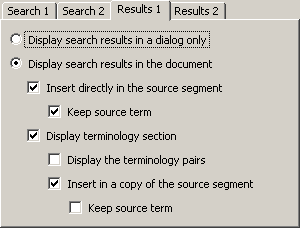 Search 1 Search 2 Results 1 Results 2
Display search results in a dialog only
Display search results in the document
Insert directly in the source segment
Keep source term
Display terminology section
Display the terminology pairs
Insert in a copy of the source segment
Keep source term